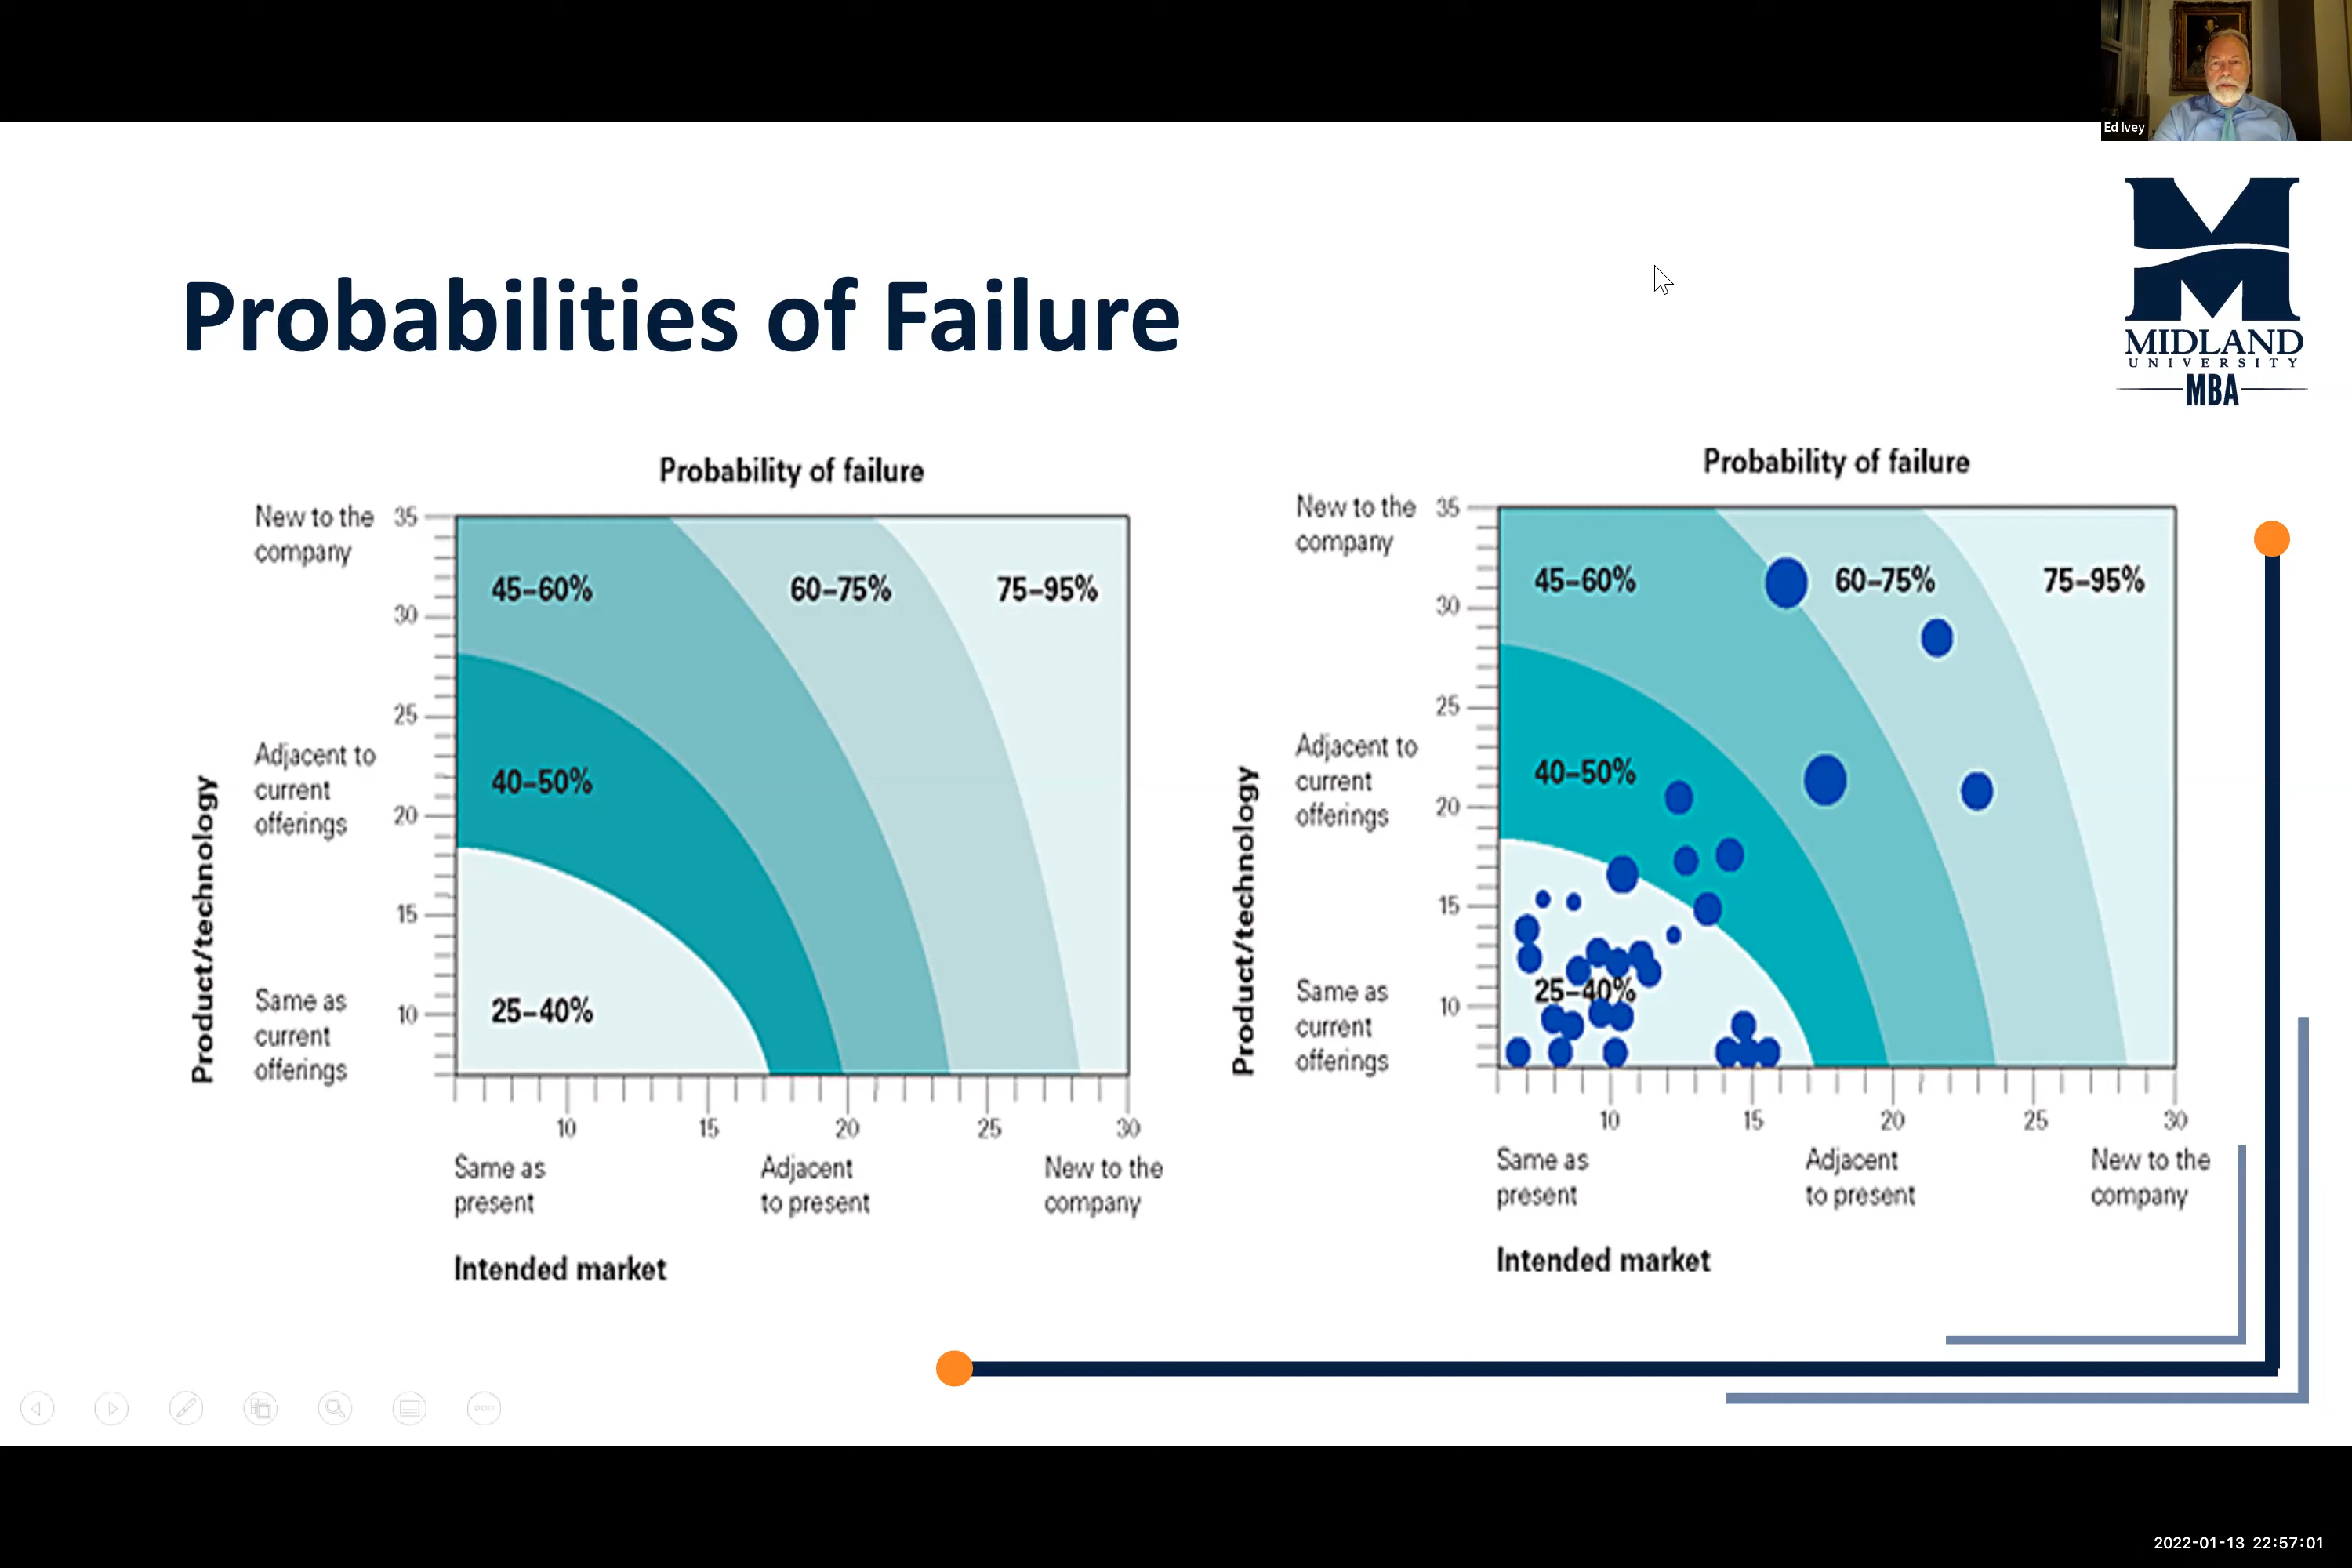 Ed Ivey
MIDLAND
UNIVERSITY
MBA
Probabilities of Failure
Probability of failure
New to the
company
Adjacent to
current
offerings
Same as
current
offerings
Product/technology
35
30
25
20
15
10
45–60%
60–75%
75–95%
40–50%
25–40%
10
15
20
25
30
Same as
present
Adjacent
to present
New to the
company
Intended market
Probability of failure
New to the
company
Adjacent to
current
offerings
Same as
current
offerings
Product/technology
35
30
25
20
15
10
45–60%
60–75%
75–95%
40–50%
25–40%
10
15
20
25
30
Same as
present
Adjacent
to present
New to the
company
Intended market
2022-01-13 22:57:01